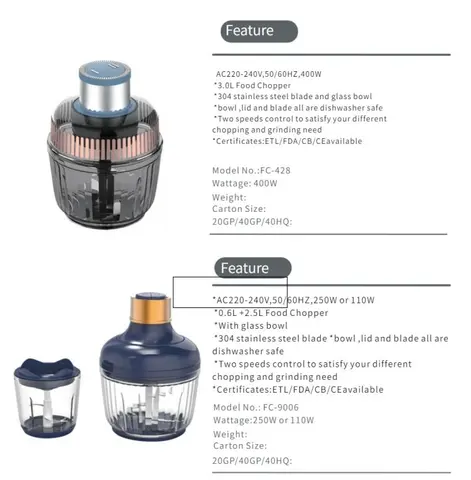 Feature
AC220-240V,50/60HZ,400W
*3.0L Food Chopper
*304 stainless steel blade and glass bowl
*bowl ,lid and blade all are dishwasher safe
*Two speeds control to satisfy your different
chopping and grinding need
*Certificates:ETL/FDA/CB/CEavailable
Model No.:FC-428
Wattage: 400W
Weight:
Carton Size:
20GP/40GP/40HQ:
Feature
*AC220-240V,50/60HZ,250W or 110W
*0.6L +2.5L Food Chopper
*With glass bowl
*304 stainless steel blade *bowl ,lid and blade all are
dishwasher safe
*Two speeds control to satisfy your different
chopping and grinding need
*Certificates:ETL/FDA/CB/CEavailable
Model No.: FC-9006
Wattage:250W or 110W
Weight:
Carton Size:
20GP/40GP/40HQ: